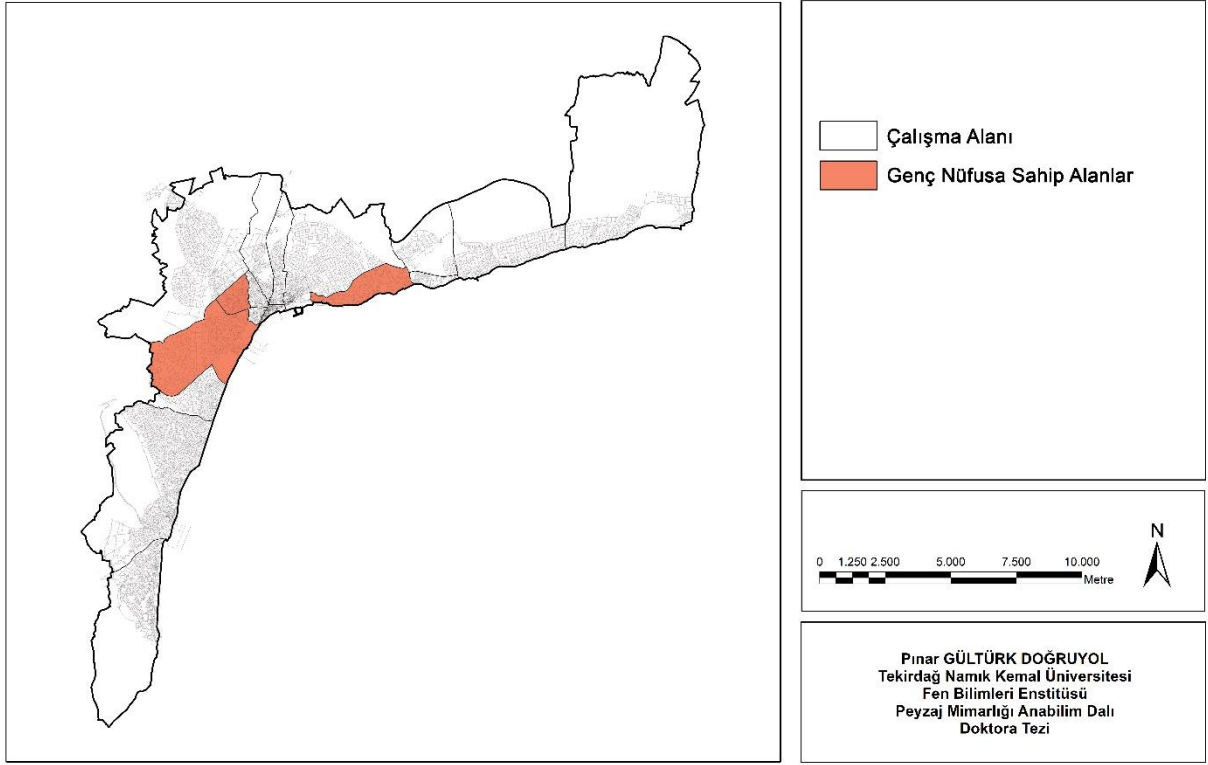 Çalışma Alanı
Genç Nüfusa Sahip Alanlar
N
0 1.250 2.500 5.000 7.500 10.000
Metre
Pınar GÜLTÜRK DOĞRUYOL
Tekirdağ Namık Kemal Üniversitesi
Fen Bilimleri Enstitüsü
Peyzaj Mimarlığı Anabilim Dalı
Doktora Tezi